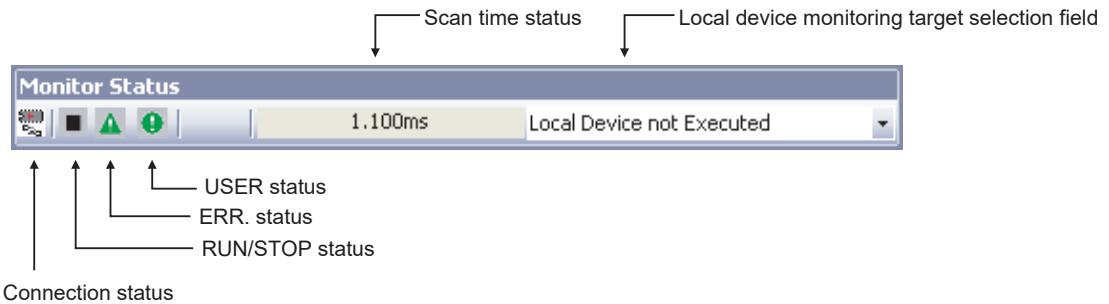 Scan time status
Local device monitoring target selection field
Monitor Status
1.100ms
Local Device not Executed
USER status
ERR. status
RUN/STOP status
Connection status